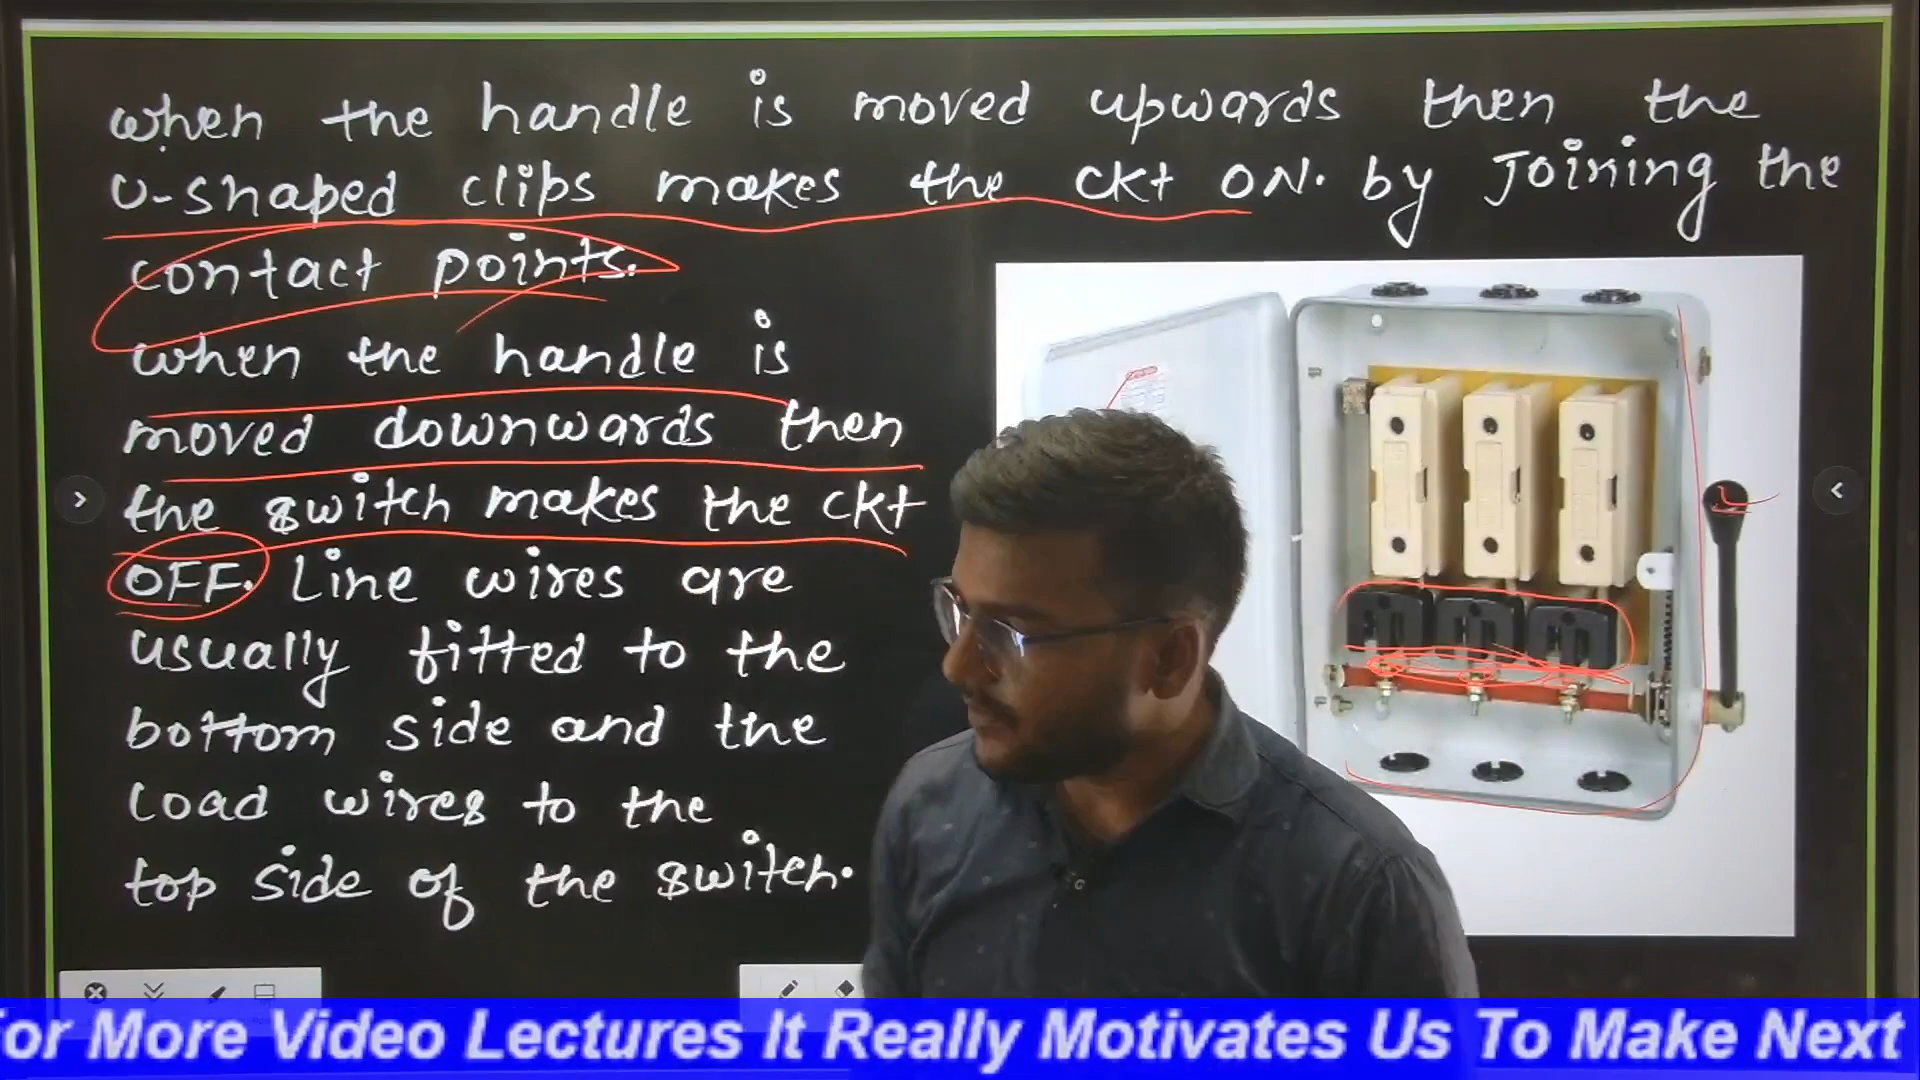 when the handle is moved upwards then the
U-shaped clips makes the ckt ON. by Joining the
contact points.
when the handle is
moved downwards then
the switch makes the ckt
OFF. Line wires are
usually fitted to the
bottom side and the
Load wires to the
top side of the switch.
or More Video Lectures It Really Motivates Us To Make Next